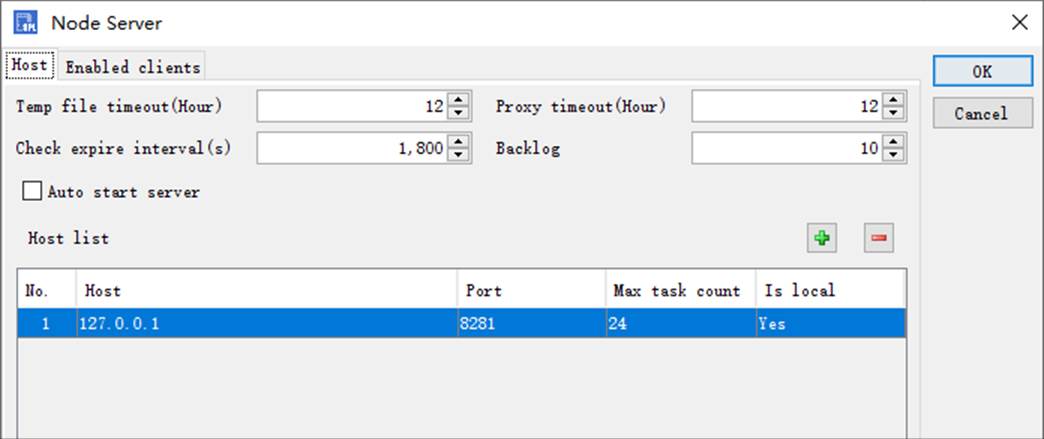 Node Server
Host Enabled clients
OK
Temp file timeout(Hour) 12 Proxy timeout(Hour) 12
Cancel
Check expire interval(s) 1,800 Backlog 10
Auto start server
Host list
No. Host Port Max task count Is local
1 127.0.0.1 8281 24 Yes